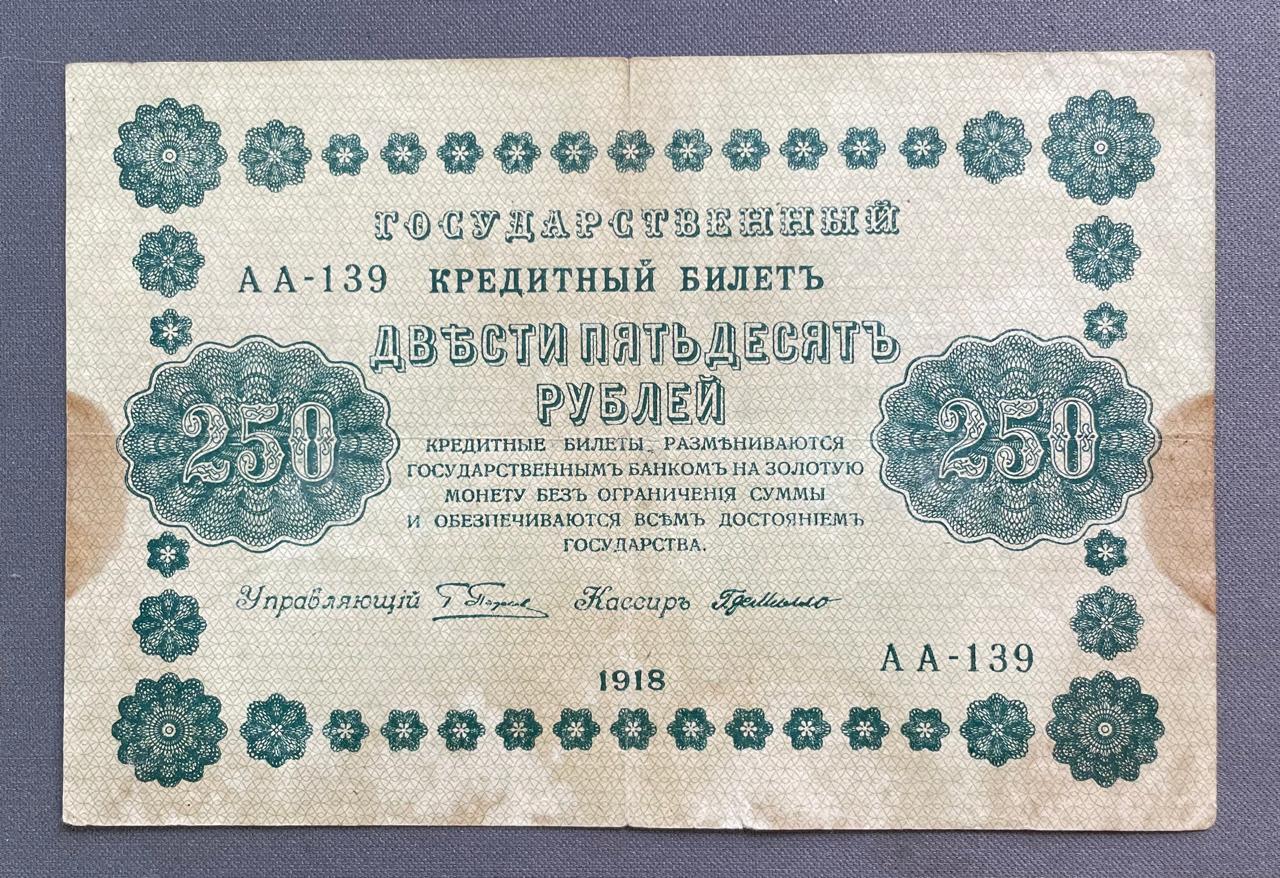 ГОСУДАРСТВЕННЫЙ
АА-139 КРЕДИТНЫЙ БИЛЕТЪ
ДВѢСТИ ПЯТЬДЕСЯТЪ
РУБЛЕЙ
250 250
КРЕДИТНЫЕ БИЛЕТЫ РАЗМѢНИВАЮТСЯ
ГОСУДАРСТВЕННЫМЪ БАНКОМЪ НА ЗОЛОТУЮ
МОНЕТУ БЕЗЪ ОГРАНИЧЕНІЯ СУММЫ
И ОБЕЗПЕЧИВАЮТСЯ ВСѢМЪ ДОСТОЯНІЕМЪ
ГОСУДАРСТВА.
Управляющій Кассиръ
АА-139
1918